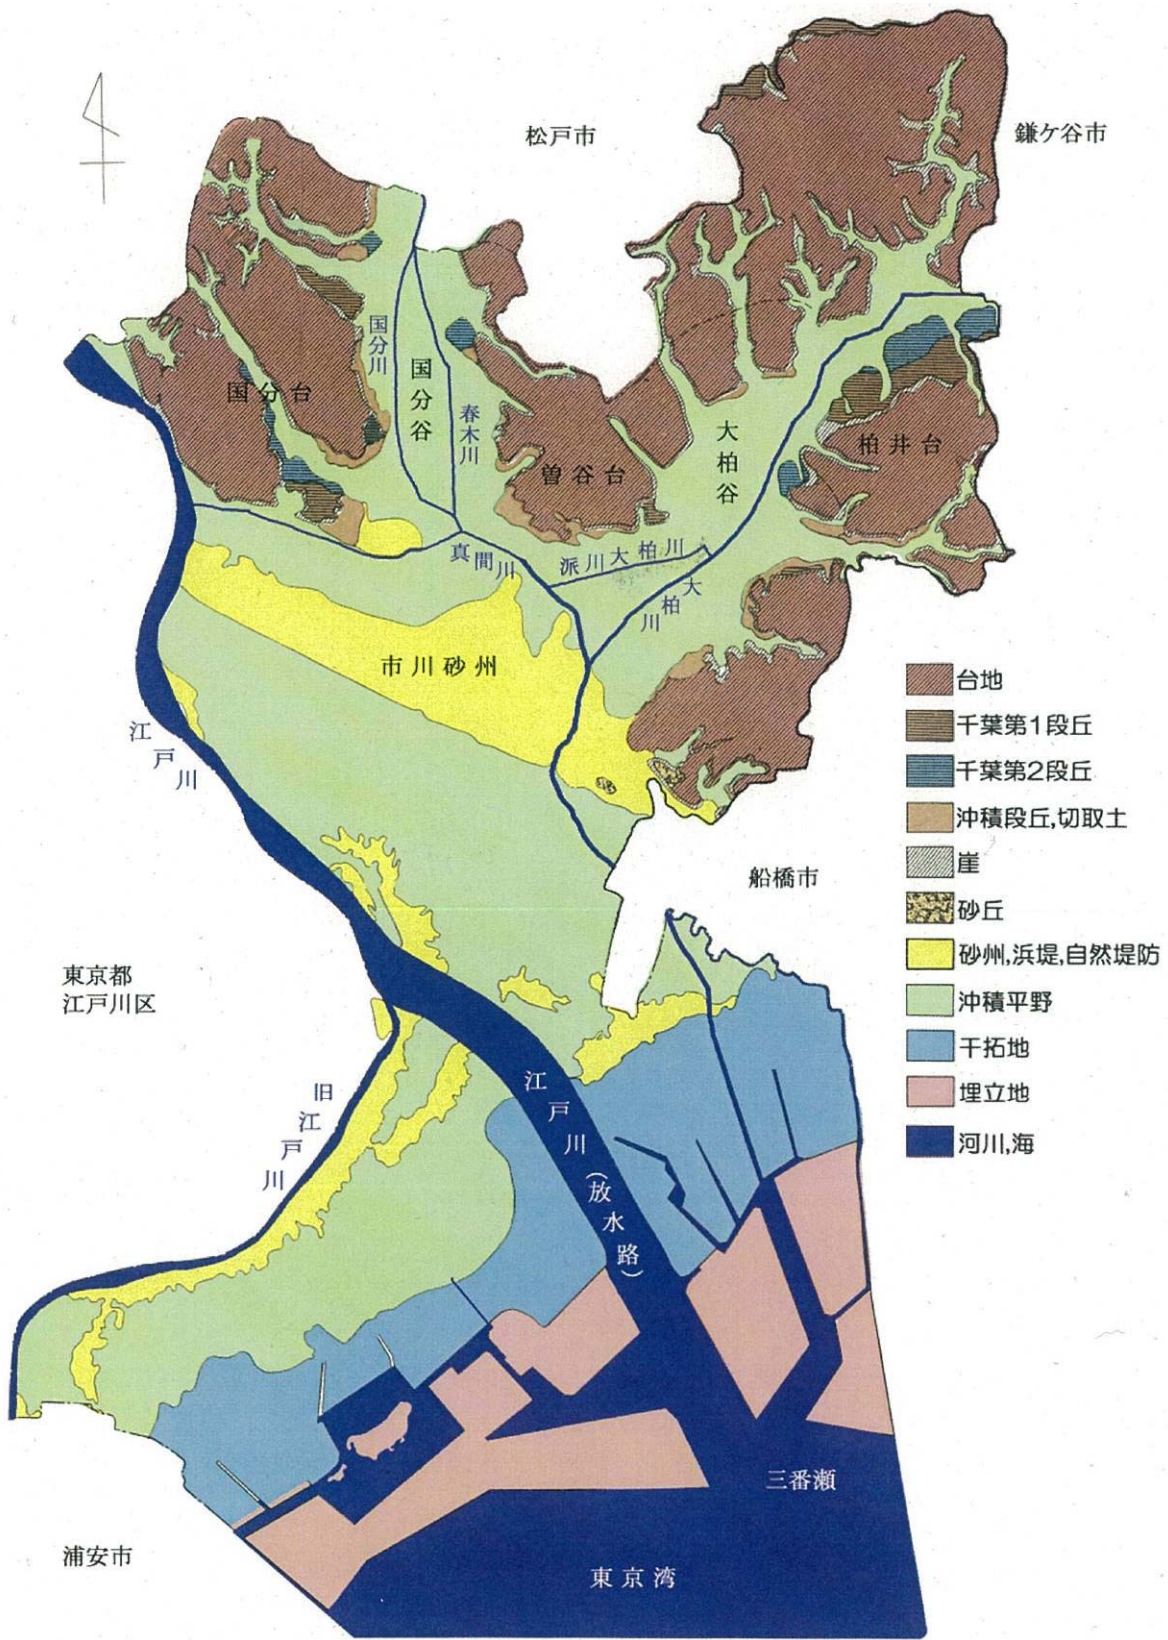 松戸市
鎌ケ谷市
国分川
国分谷
春木川
国分台
曽谷台
大柏谷
柏井台
真間川
派川大柏川
大柏川
市川砂州
江戸川
台地
千葉第1段丘
千葉第2段丘
沖積段丘,切取土
崖
砂丘
砂州,浜堤,自然堤防
沖積平野
干拓地
埋立地
河川,海
船橋市
東京都
江戸川区
旧江戸川
江戸川(放水路)
三番瀬
東京湾
浦安市